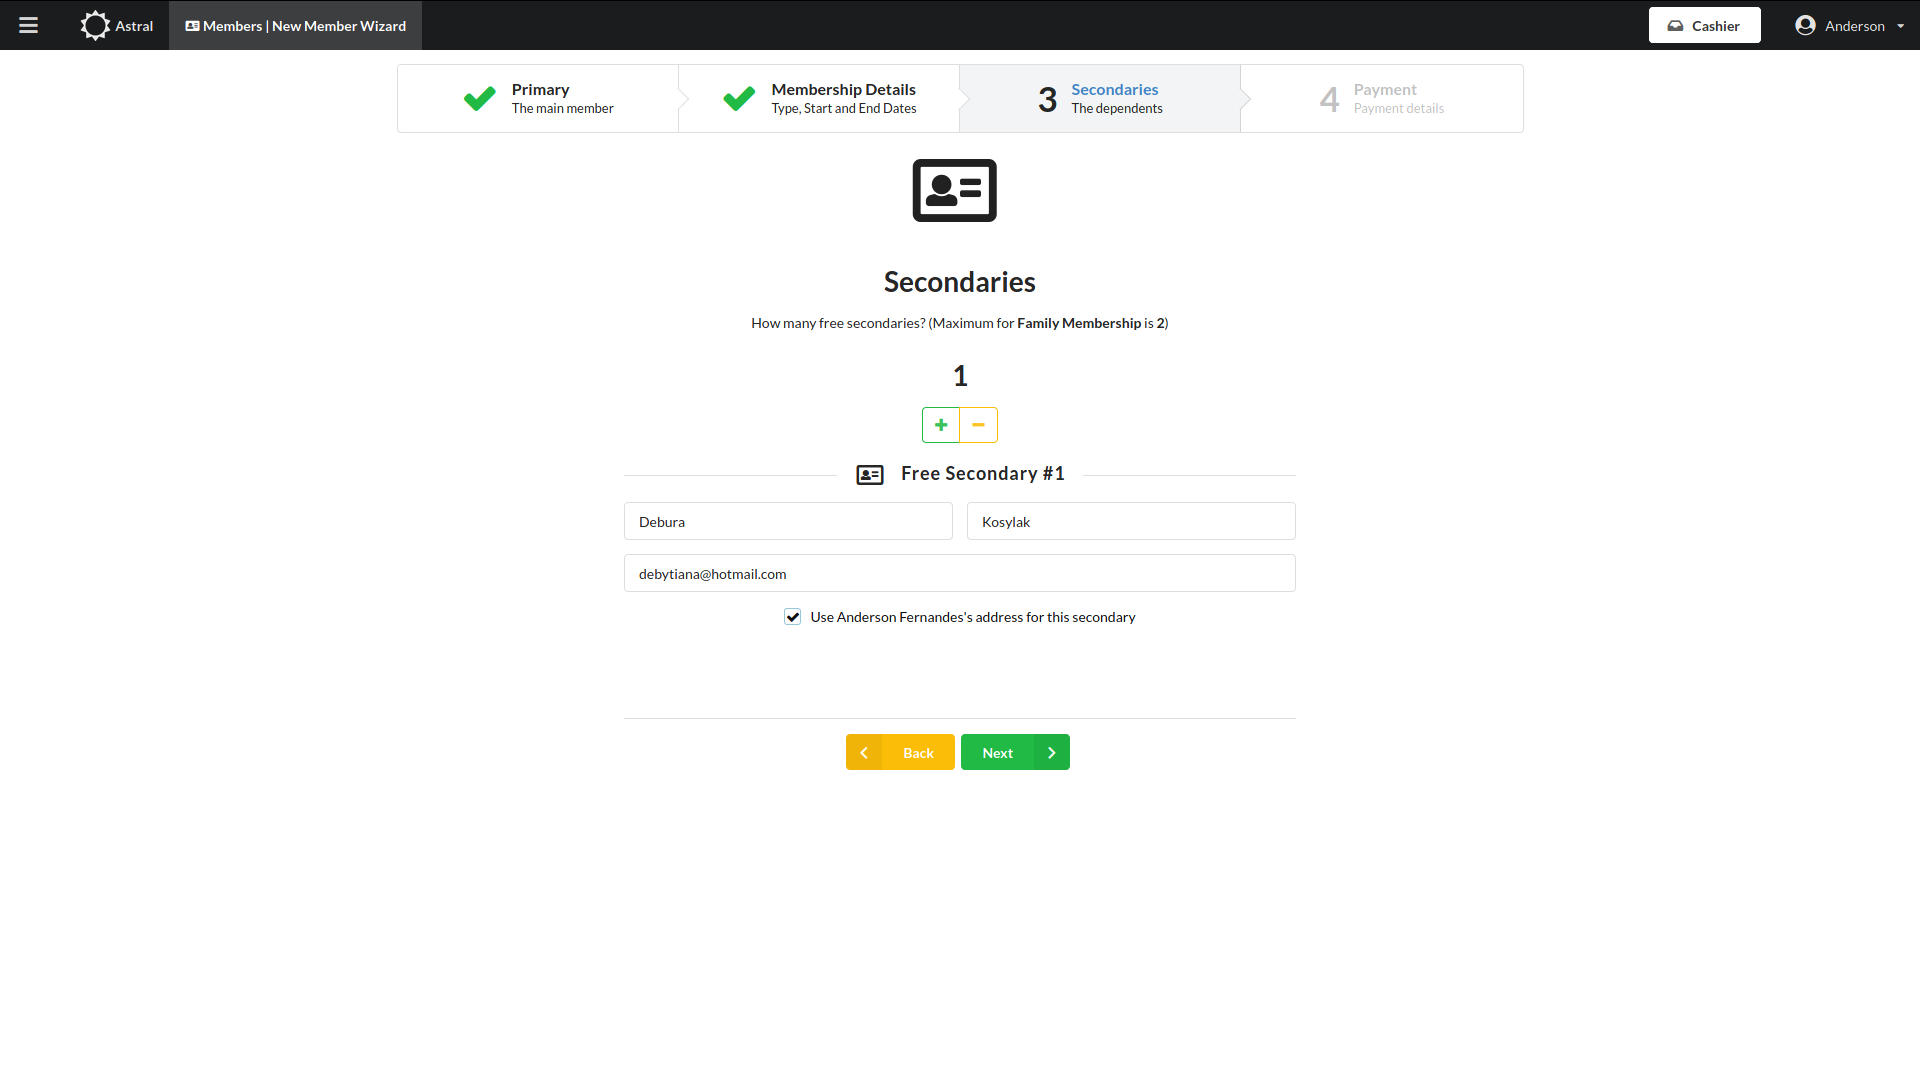 Astral
Members | New Member Wizard
Cashier
Anderson
Primary
The main member
Membership Details
Type, Start and End Dates
3
Secondaries
The dependents
4
Payment
Payment details
Secondaries
How many free secondaries? (Maximum for Family Membership is 2)
1
Free Secondary #1
Debura
Kosylak
debytiana@hotmail.com
Use Anderson Fernandes's address for this secondary
Back
Next